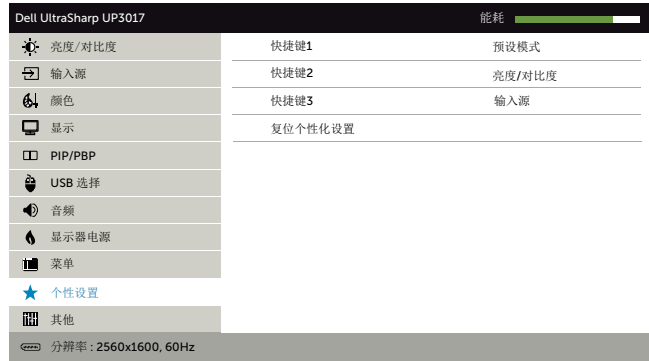 Dell UltraSharp UP3017 能耗
亮度/对比度 快捷键1 预设模式
输入源 快捷键2 亮度/对比度
颜色 快捷键3 输入源
显示 复位个性化设置
PIP/PBP
USB 选择
音频
显示器电源
菜单
个性设置
其他
分辨率 : 2560x1600, 60Hz